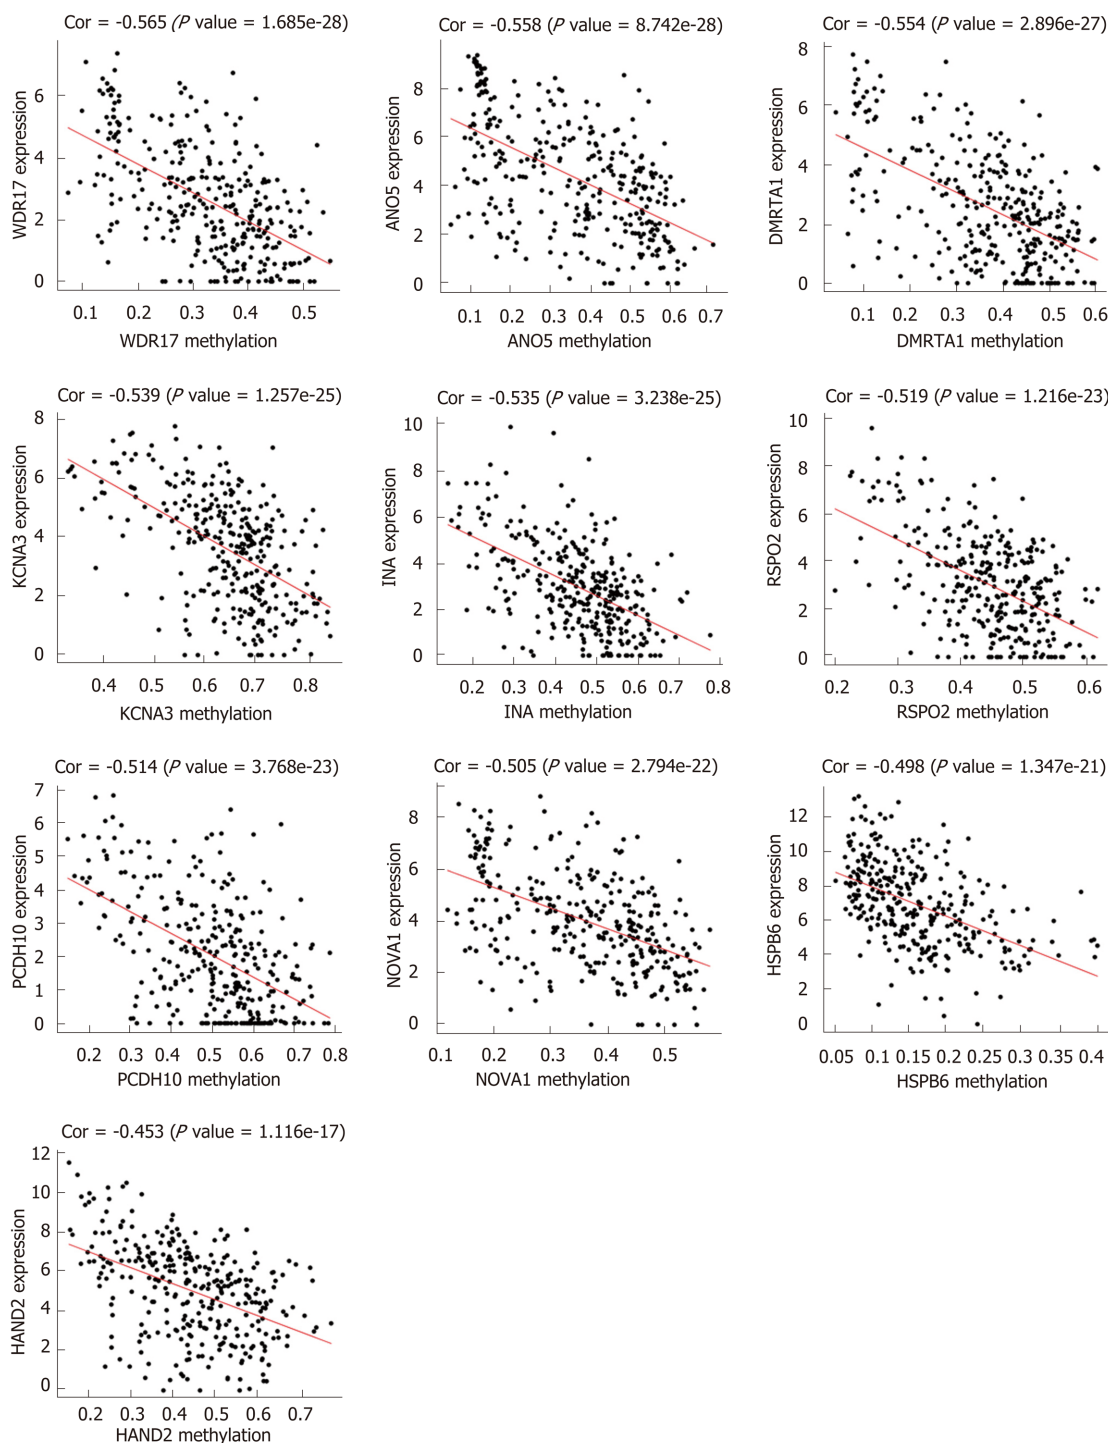 Cor = -0.565 (P value = 1.685e-28)
WDR17 expression
6
4
2
0
0.1 0.2 0.3 0.4 0.5
WDR17 methylation
Cor = -0.558 (P value = 8.742e-28)
ANO5 expression
8
6
4
2
0
0.1 0.2 0.3 0.4 0.5 0.6 0.7
ANO5 methylation
Cor = -0.554 (P value = 2.896e-27)
DMRTA1 expression
8
6
4
2
0
0.1 0.2 0.3 0.4 0.5 0.6
DMRTA1 methylation
Cor = -0.539 (P value = 1.257e-25)
KCNA3 expression
8
6
4
2
0
0.4 0.5 0.6 0.7 0.8
KCNA3 methylation
Cor = -0.535 (P value = 3.238e-25)
INA expression
10
8
6
4
2
0
0.2 0.3 0.4 0.5 0.6 0.7 0.8
INA methylation
Cor = -0.519 (P value = 1.216e-23)
RSPO2 expression
10
8
6
4
2
0
0.2 0.3 0.4 0.5 0.6
RSPO2 methylation
Cor = -0.514 (P value = 3.768e-23)
PCDH10 expression
7
6
5
4
3
2
1
0
0.2 0.3 0.4 0.5 0.6 0.7 0.8
PCDH10 methylation
Cor = -0.505 (P value = 2.794e-22)
NOVA1 expression
8
6
4
2
0
0.1 0.2 0.3 0.4 0.5
NOVA1 methylation
Cor = -0.498 (P value = 1.347e-21)
HSPB6 expression
12
10
8
6
4
2
0
0.05 0.1 0.15 0.2 0.25 0.3 0.35 0.4
HSPB6 methylation
Cor = -0.453 (P value = 1.116e-17)
HAND2 expression
12
10
8
6
4
2
0
0.2 0.3 0.4 0.5 0.6 0.7
HAND2 methylation